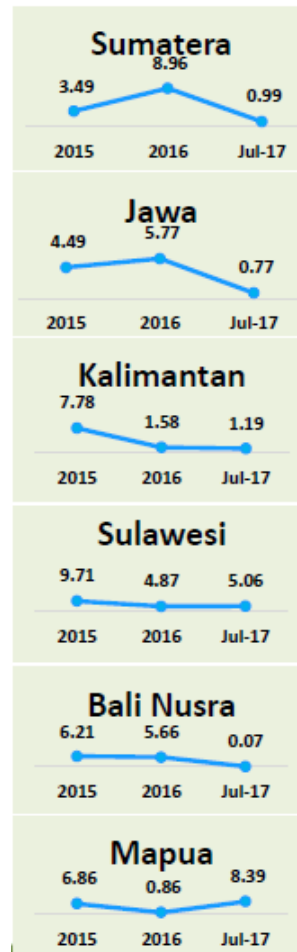 Sumatera
3.49 8.96 0.99
2015 2016 Jul-17
Jawa
4.49 5.77 0.77
2015 2016 Jul-17
Kalimantan
7.78 1.58 1.19
2015 2016 Jul-17
Sulawesi
9.71 4.87 5.06
2015 2016 Jul-17
Bali Nusra
6.21 5.66 0.07
2015 2016 Jul-17
Mapua
6.86 0.86 8.39
2015 2016 Jul-17